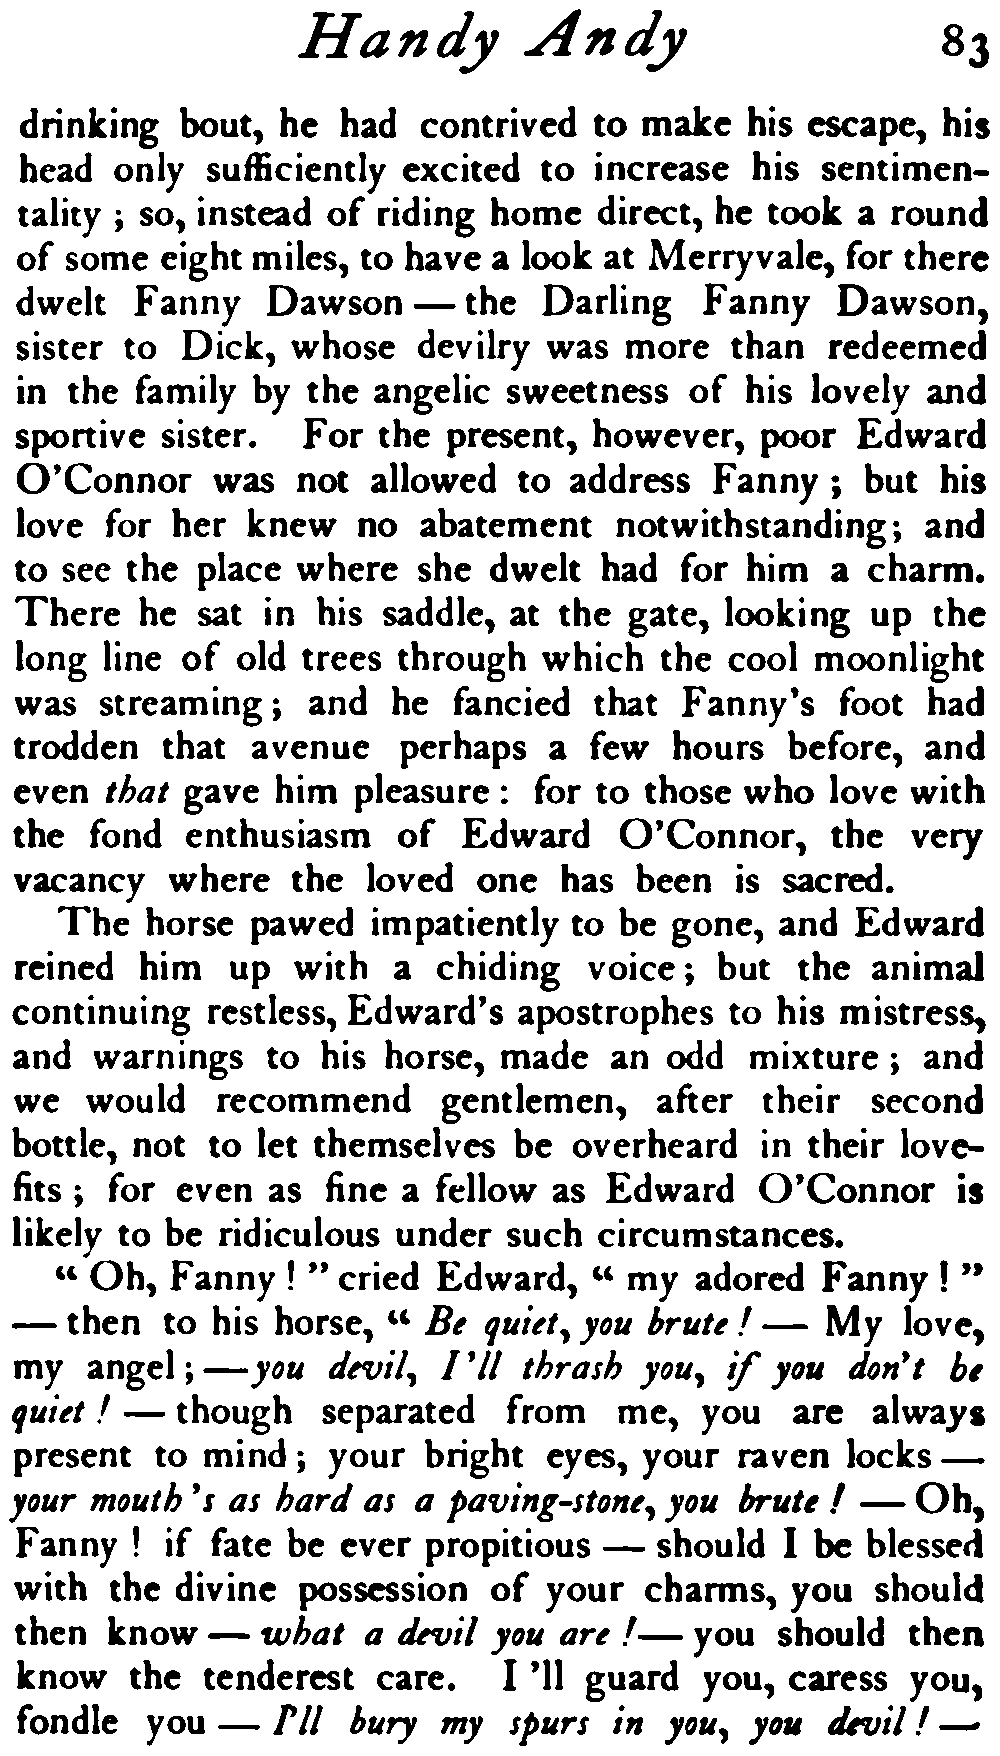 Handy Andy 83
drinking bout, he had contrived to make his escape, his
head only sufficiently excited to increase his sentimen-
tality ; so, instead of riding home direct, he took a round
of some eight miles, to have a look at Merryvale, for there
dwelt Fanny Dawson — the Darling Fanny Dawson,
sister to Dick, whose devilry was more than redeemed
in the family by the angelic sweetness of his lovely and
sportive sister. For the present, however, poor Edward
O'Connor was not allowed to address Fanny ; but his
love for her knew no abatement notwithstanding; and
to see the place where she dwelt had for him a charm.
There he sat in his saddle, at the gate, looking up the
long line of old trees through which the cool moonlight
was streaming; and he fancied that Fanny's foot had
trodden that avenue perhaps a few hours before, and
even that gave him pleasure : for to those who love with
the fond enthusiasm of Edward O'Connor, the very
vacancy where the loved one has been is sacred.
The horse pawed impatiently to be gone, and Edward
reined him up with a chiding voice; but the animal
continuing restless, Edward's apostrophes to his mistress,
and warnings to his horse, made an odd mixture ; and
we would recommend gentlemen, after their second
bottle, not to let themselves be overheard in their love-
fits ; for even as fine a fellow as Edward O'Connor is
likely to be ridiculous under such circumstances.
“ Oh, Fanny ! ” cried Edward, “ my adored Fanny ! ”
— then to his horse, “ Be quiet, you brute ! — My love,
my angel ; — you devil, I'll thrash you, if you don't be
quiet ! — though separated from me, you are always
present to mind ; your bright eyes, your raven locks —
your mouth 's as hard as a paving-stone, you brute ! — Oh,
Fanny ! if fate be ever propitious — should I be blessed
with the divine possession of your charms, you should
then know — what a devil you are !— you should then
know the tenderest care. I 'll guard you, caress you,
fondle you — I'll bury my spurs in you, you devil ! —